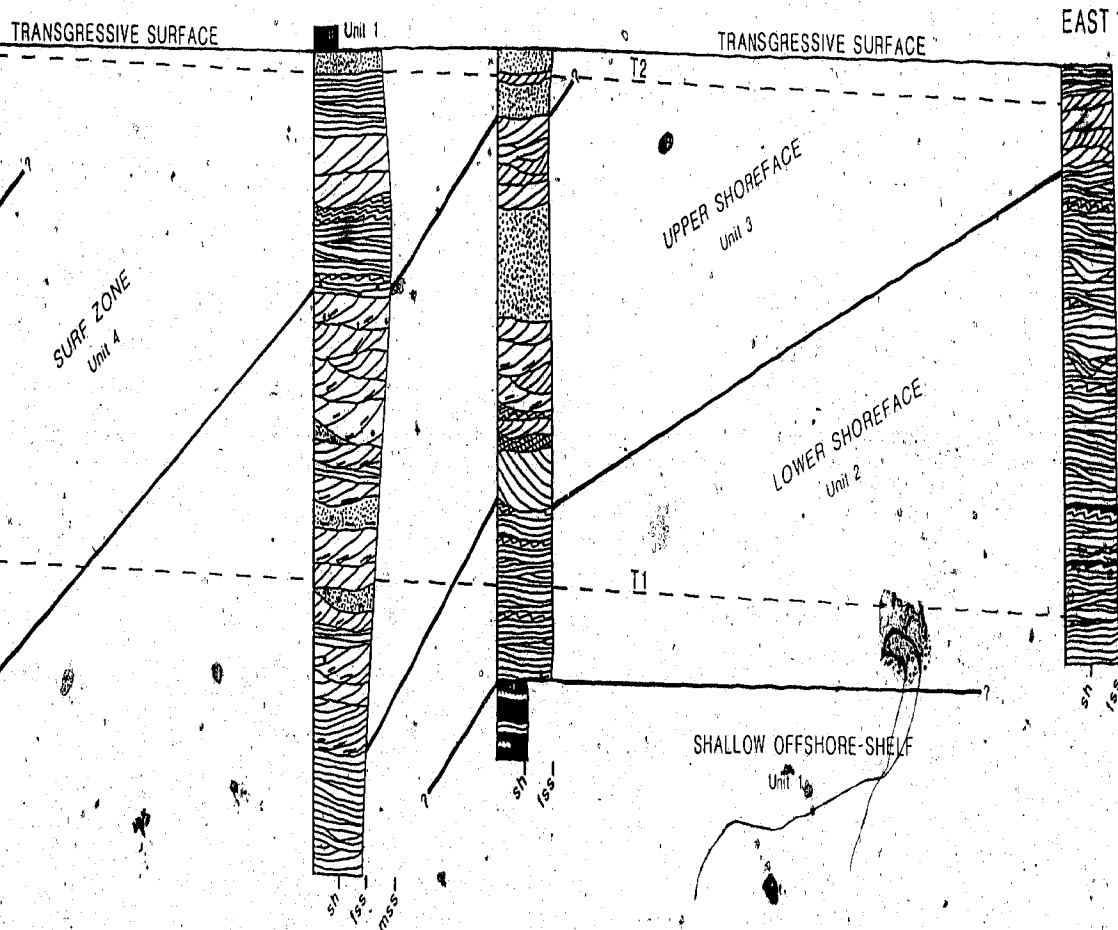 EAST
TRANSGRESSIVE SURFACE
Unit 1
TRANSGRESSIVE SURFACE
T2
?
?
UPPER SHOREFACE
Unit 3
SURF ZONE
Unit 4
LOWER SHOREFACE
Unit 2
T1
?
?
SHALLOW OFFSHORE-SHELF
Unit 1
sh
fss
sh
fss
sh
fss
mss